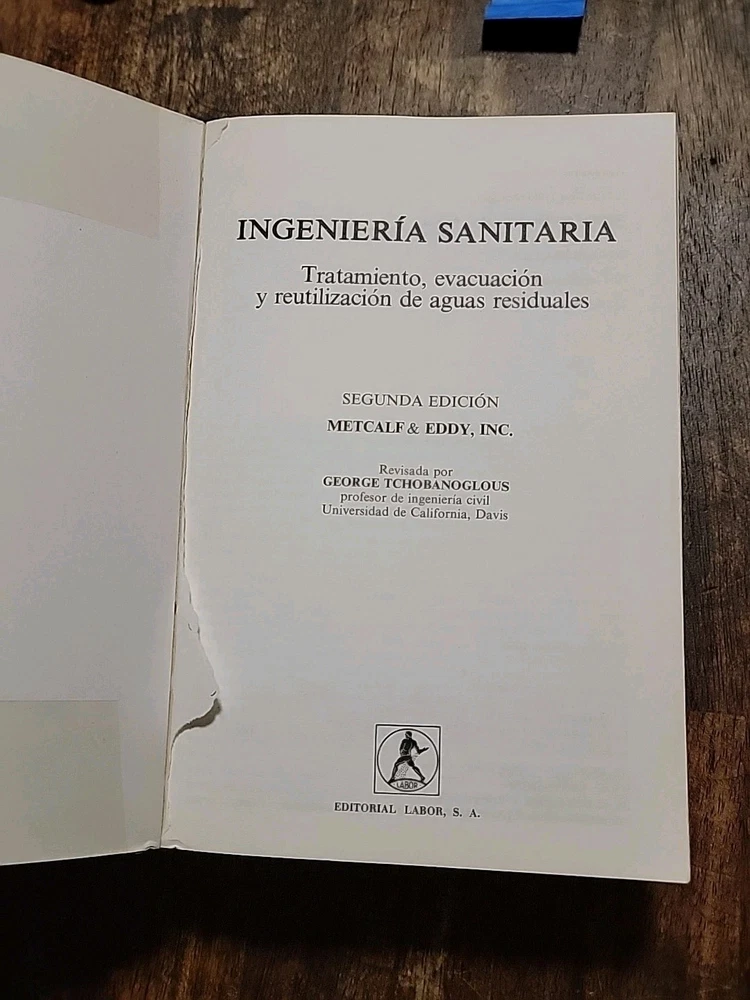 INGENIERÍA SANITARIA
Tratamiento, evacuación
y reutilización de aguas residuales
SEGUNDA EDICIÓN
METCALF & EDDY, INC.
Revisada por
GEORGE TCHOBANOGLOUS
profesor de ingeniería civil
Universidad de California, Davis
LABOR
EDITORIAL LABOR, S. A.